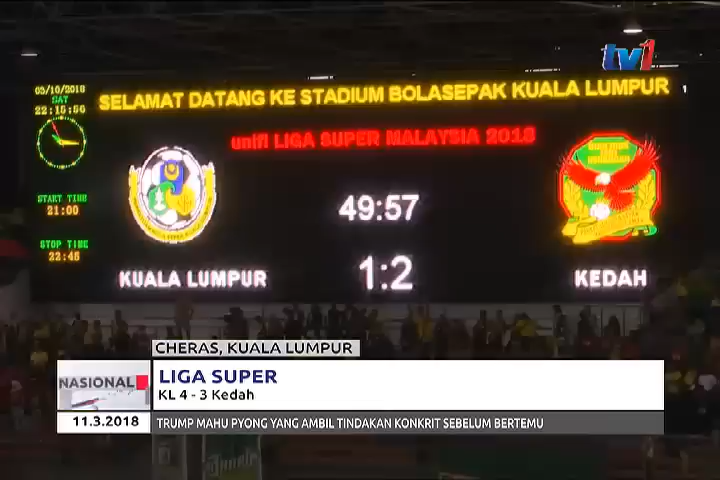 tv1
03/10/2018
SAT
22:15:50
SELAMAT DATANG KE STADIUM BOLASEPAK KUALA LUMPUR
unifi LIGA SUPER MALAYSIA 2018
START TIME
21:00
STOP TIME
22:45
49:57
1:2
KUALA LUMPUR
KEDAH
CHERAS, KUALA LUMPUR
NASIONAL
LIGA SUPER
KL 4 - 3 Kedah
11.3.2018
TRUMP MAHU PYONG YANG AMBIL TINDAKAN KONKRIT SEBELUM BERTEMU